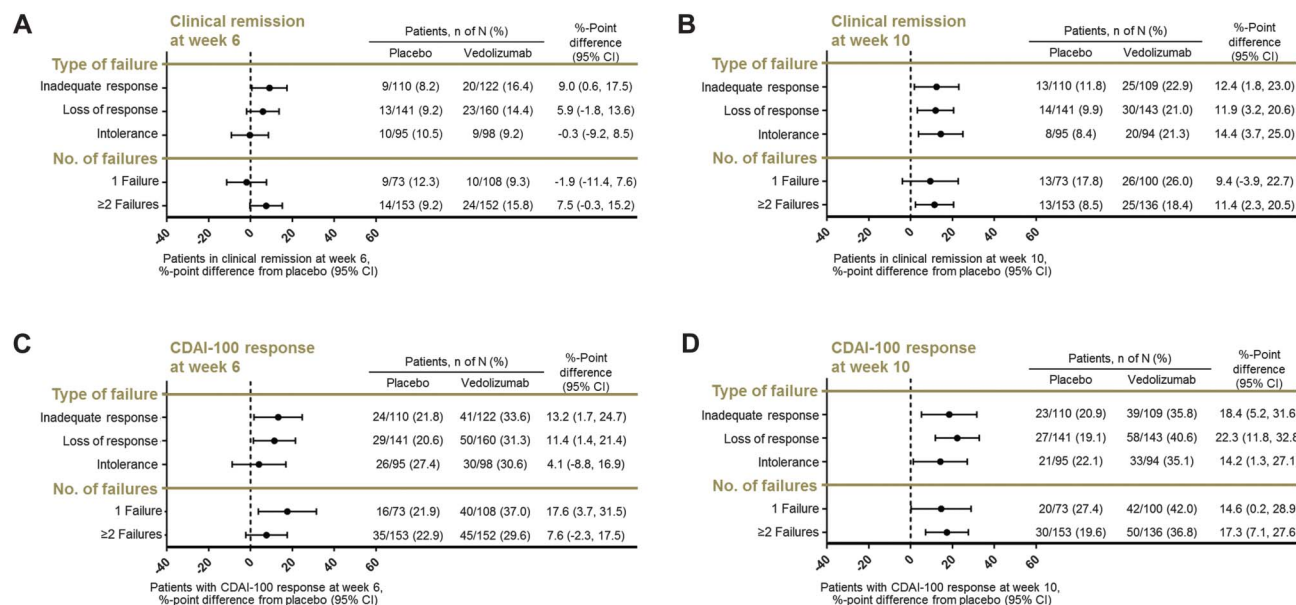 A
Clinical remission
at week 6
Patients, n of N (%)
%-Point
difference
(95% CI)
Placebo Vedolizumab
Type of failure
Inadequate response 9/110 (8.2) 20/122 (16.4) 9.0 (0.6, 17.5)
Loss of response 13/141 (9.2) 23/160 (14.4) 5.9 (-1.8, 13.6)
Intolerance 10/95 (10.5) 9/98 (9.2) -0.3 (-9.2, 8.5)
No. of failures
1 Failure 9/73 (12.3) 10/108 (9.3) -1.9 (-11.4, 7.6)
≥2 Failures 14/153 (9.2) 24/152 (15.8) 7.5 (-0.3, 15.2)
-40 -20 0 20 40 60
Patients in clinical remission at week 6,
%-point difference from placebo (95% CI)
B
Clinical remission
at week 10
Patients, n of N (%)
%-Point
difference
(95% CI)
Placebo Vedolizumab
Type of failure
Inadequate response 13/110 (11.8) 25/109 (22.9) 12.4 (1.8, 23.0)
Loss of response 14/141 (9.9) 30/143 (21.0) 11.9 (3.2, 20.6)
Intolerance 8/95 (8.4) 20/94 (21.3) 14.4 (3.7, 25.0)
No. of failures
1 Failure 13/73 (17.8) 26/100 (26.0) 9.4 (-3.9, 22.7)
≥2 Failures 13/153 (8.5) 25/136 (18.4) 11.4 (2.3, 20.5)
-40 -20 0 20 40 60
Patients in clinical remission at week 10,
%-point difference from placebo (95% CI)
C
CDAI-100 response
at week 6
Patients, n of N (%)
%-Point
difference
(95% CI)
Placebo Vedolizumab
Type of failure
Inadequate response 24/110 (21.8) 41/122 (33.6) 13.2 (1.7, 24.7)
Loss of response 29/141 (20.6) 50/160 (31.3) 11.4 (1.4, 21.4)
Intolerance 26/95 (27.4) 30/98 (30.6) 4.1 (-8.8, 16.9)
No. of failures
1 Failure 16/73 (21.9) 40/108 (37.0) 17.6 (3.7, 31.5)
≥2 Failures 35/153 (22.9) 45/152 (29.6) 7.6 (-2.3, 17.5)
-40 -20 0 20 40 60
Patients with CDAI-100 response at week 6,
%-point difference from placebo (95% CI)
D
CDAI-100 response
at week 10
Patients, n of N (%)
%-Point
difference
(95% CI)
Placebo Vedolizumab
Type of failure
Inadequate response 23/110 (20.9) 39/109 (35.8) 18.4 (5.2, 31.6)
Loss of response 27/141 (19.1) 58/143 (40.6) 22.3 (11.8, 32.8)
Intolerance 21/95 (22.1) 33/94 (35.1) 14.2 (1.3, 27.1)
No. of failures
1 Failure 20/73 (27.4) 42/100 (42.0) 14.6 (0.2, 28.9)
≥2 Failures 30/153 (19.6) 50/136 (36.8) 17.3 (7.1, 27.6)
-40 -20 0 20 40 60
Patients with CDAI-100 response at week 10,
%-point difference from placebo (95% CI)